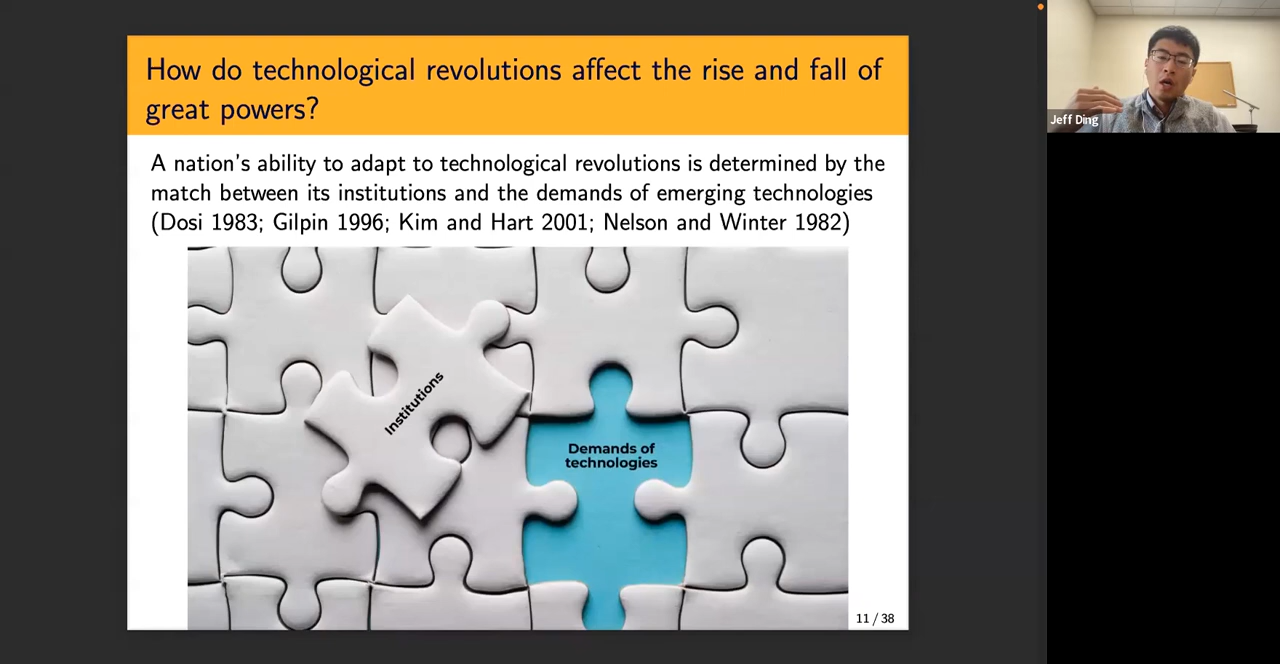 How do technological revolutions affect the rise and fall of
great powers?
A nation's ability to adapt to technological revolutions is determined by the
match between its institutions and the demands of emerging technologies
(Dosi 1983; Gilpin 1996; Kim and Hart 2001; Nelson and Winter 1982)
Institutions
Demands of
technologies
11 / 38
Jeff Ding